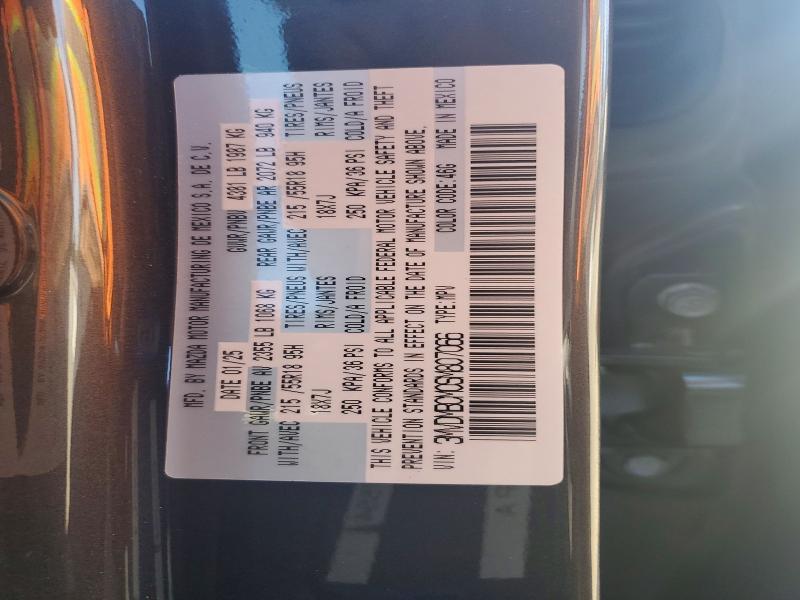 MFD. BY MAZDA MOTOR MANUFACTURING DE MEXICO S.A. DE C.V.
DATE 01/25 GVWR/PNBV 4381 LB 1987 KG
FRONT GAWR/PNBE AV 2355 LB 1068 KG REAR GAWR/PNBE AR 2072 LB 940 KG
WITH/AVEC 215 /55R18 95H TIRES/PNEUS WITH/AVEC 215 /55R18 95H TIRES/PNEUS
18X7J RIMS/JANTES 18X7J RIMS/JANTES
250 KPA/36 PSI COLD/A FROID 250 KPA/36 PSI COLD/A FROID
THIS VEHICLE CONFORMS TO ALL APPLICABLE FEDERAL MOTOR VEHICLE SAFETY AND THEFT
PREVENTION STANDARDS IN EFFECT ON THE DATE OF MANUFACTURE SHOWN ABOVE.
VIN: TYPE: MPV COLOR CODE:46G MADE IN MEXICO